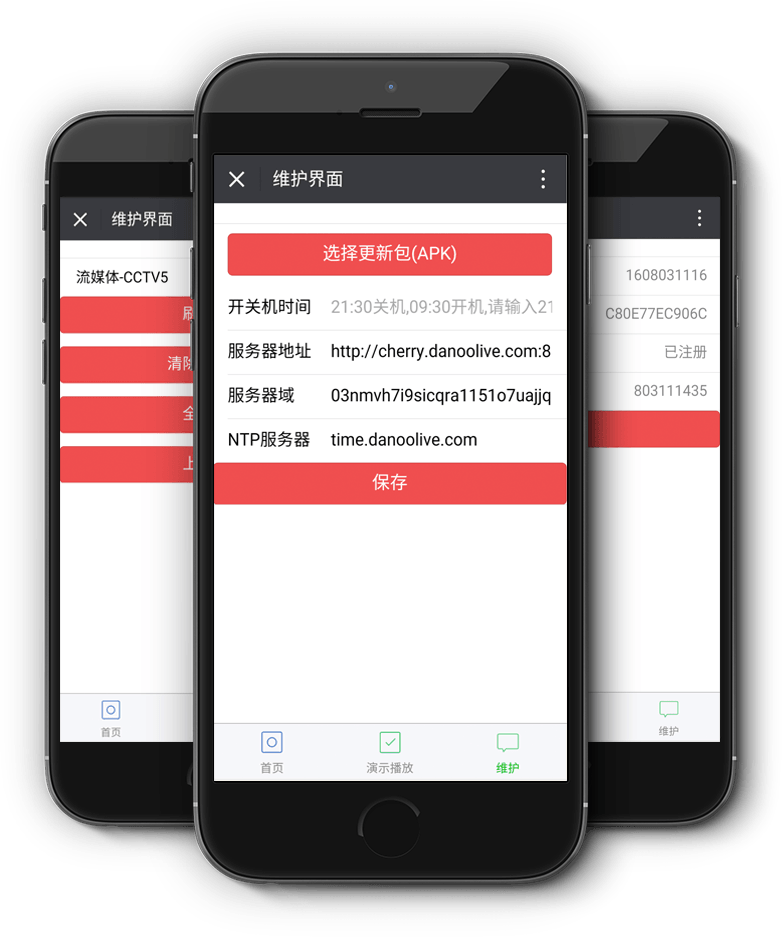 维护界面
流媒体-CCTV5
刷
清除
全
上
首页
维护界面
选择更新包(APK)
开关机时间 21:30关机,09:30开机,请输入21
服务器地址 http://cherry.danoolive.com:8
服务器域 03nmvh7i9sicqra1151o7uajjq
NTP服务器 time.danoolive.com
保存
首页 演示播放 维护
1608031116
C80E77EC906C
已注册
803111435
维护